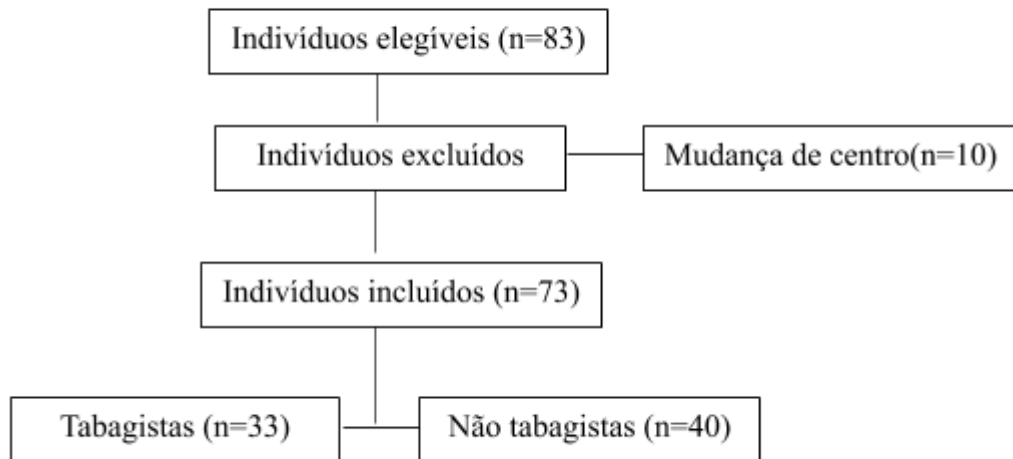 Indivíduos elegíveis (n=83)
Indivíduos excluídos
Mudança de centro(n=10)
Indivíduos incluídos (n=73)
Tabagistas (n=33)
Não tabagistas (n=40)